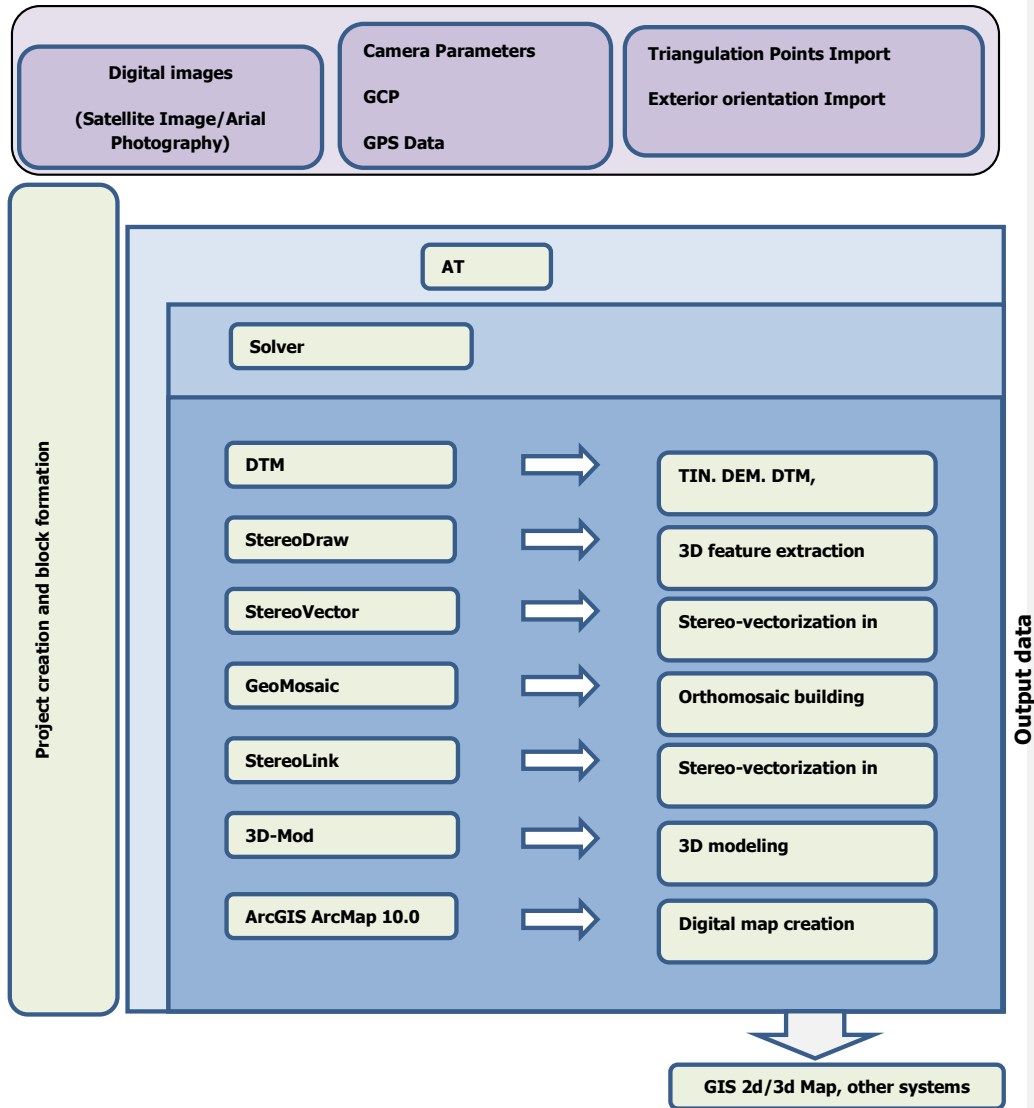 Digital images
(Satellite Image/Arial
Photography)
Camera Parameters
GCP
GPS Data
Triangulation Points Import
Exterior orientation Import
Project creation and block formation
AT
Solver
DTM
TIN. DEM. DTM,
StereoDraw
3D feature extraction
StereoVector
Stereo-vectorization in
GeoMosaic
Orthomosaic building
StereoLink
Stereo-vectorization in
3D-Mod
3D modeling
ArcGIS ArcMap 10.0
Digital map creation
Output data
GIS 2d/3d Map, other systems